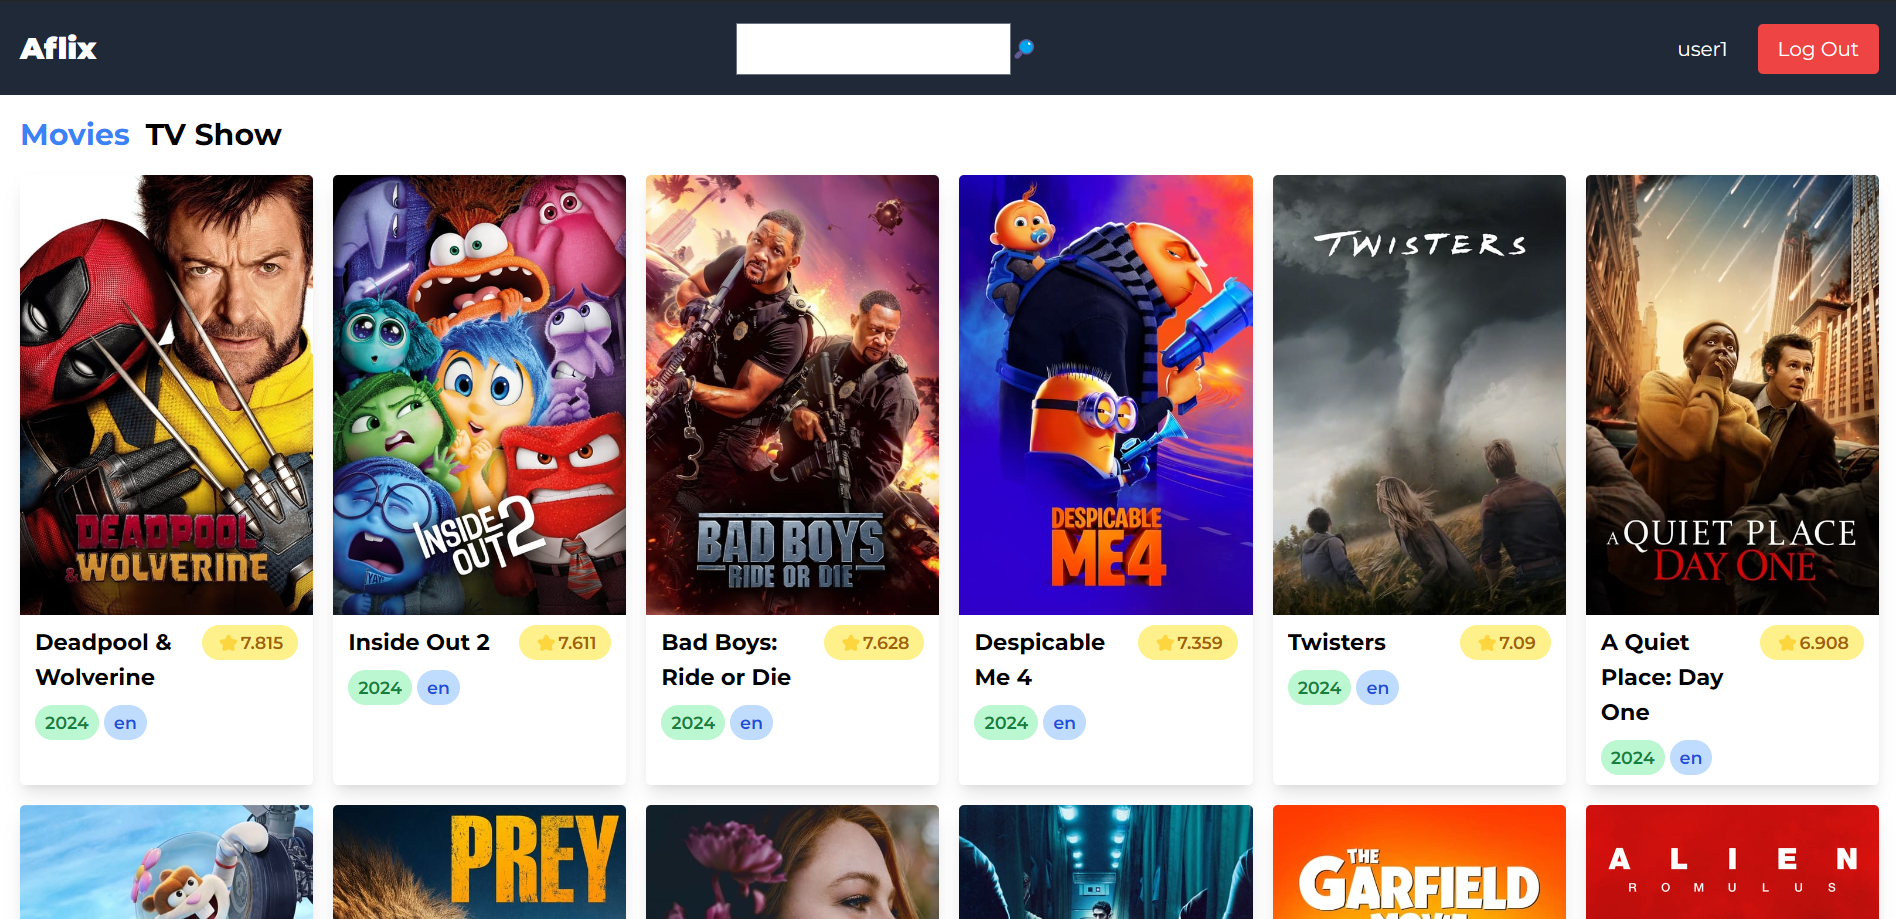 Aflix
user1
Log Out
Movies TV Show
DEADPOOL
& WOLVERINE
INSIDE
OUT 2
YAY
BAD BOYS
RIDE OR DIE
DESPICABLE
ME 4
TWISTERS
A QUIET PLACE
DAY ONE
Deadpool &
Wolverine
7.815
2024 en
Inside Out 2
7.611
2024 en
Bad Boys:
Ride or Die
7.628
2024 en
Despicable
Me 4
7.359
2024 en
Twisters
7.09
2024 en
A Quiet
Place: Day
One
6.908
2024 en
PREY
THE
GARFIELD
MOVIE
ALIEN
ROMULUS